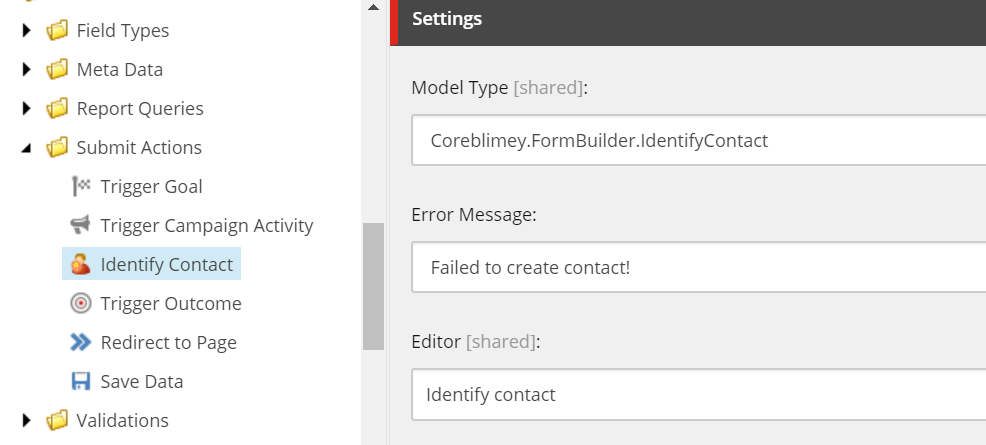 Field Types
Meta Data
Report Queries
Submit Actions
Trigger Goal
Trigger Campaign Activity
Identify Contact
Trigger Outcome
Redirect to Page
Save Data
Validations
Settings
Model Type [shared]:
Coreblimey.FormBuilder.IdentifyContact
Error Message:
Failed to create contact!
Editor [shared]:
Identify contact